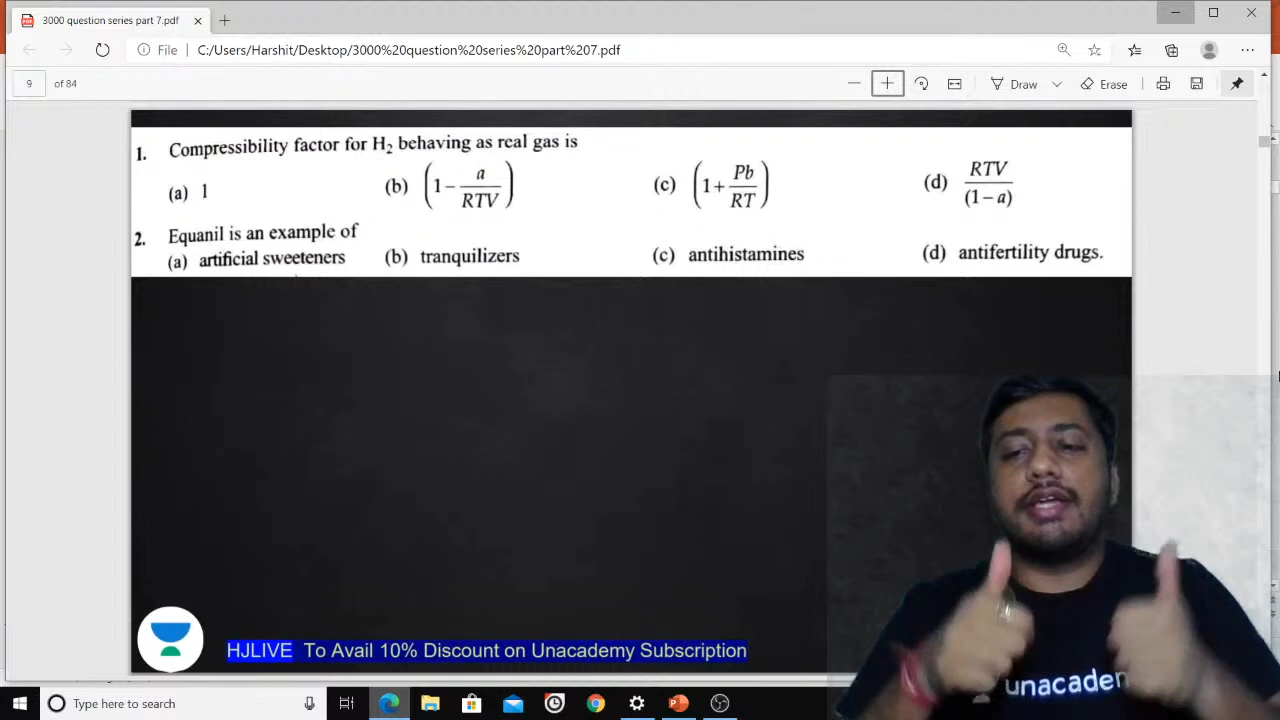 3000 question series part 7.pdf
File
C:/Users/Harshit/Desktop/3000%20question%20series%20part%207.pdf
9
of 84
Draw
Erase
1. Compressibility factor for H₂ behaving as real gas is
(a) 1 (b) (1 − a/RTV) (c) (1 + Pb/RT) (d) RTV/(1 − a)
2. Equanil is an example of
(a) artificial sweeteners (b) tranquilizers (c) antihistamines (d) antifertility drugs.
HJLIVE To Avail 10% Discount on Unacademy Subscription
unacadem
Type here to search